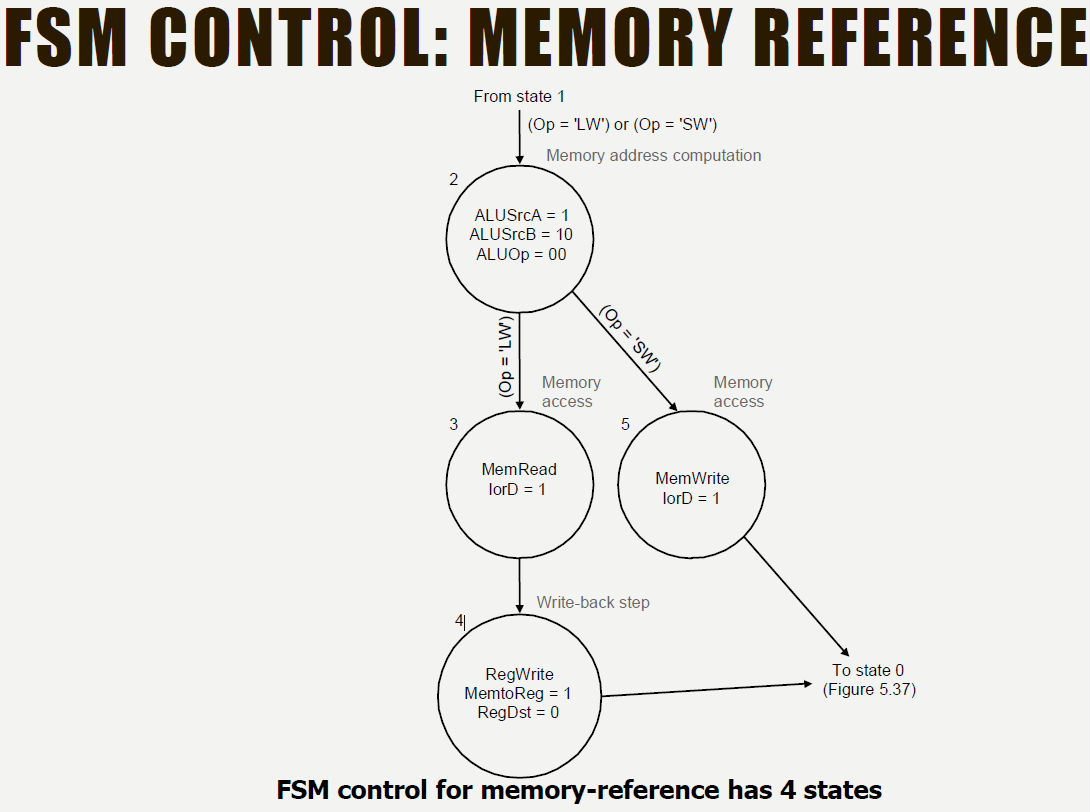 FSM CONTROL: MEMORY REFERENCE
From state 1
(Op = 'LW') or (Op = 'SW')
Memory address computation
2
ALUSrcA = 1
ALUSrcB = 10
ALUOp = 00
(Op = 'LW')
(Op = 'SW')
Memory
access
Memory
access
3
MemRead
IorD = 1
5
MemWrite
IorD = 1
Write-back step
4
RegWrite
MemtoReg = 1
RegDst = 0
To state 0
(Figure 5.37)
FSM control for memory-reference has 4 states